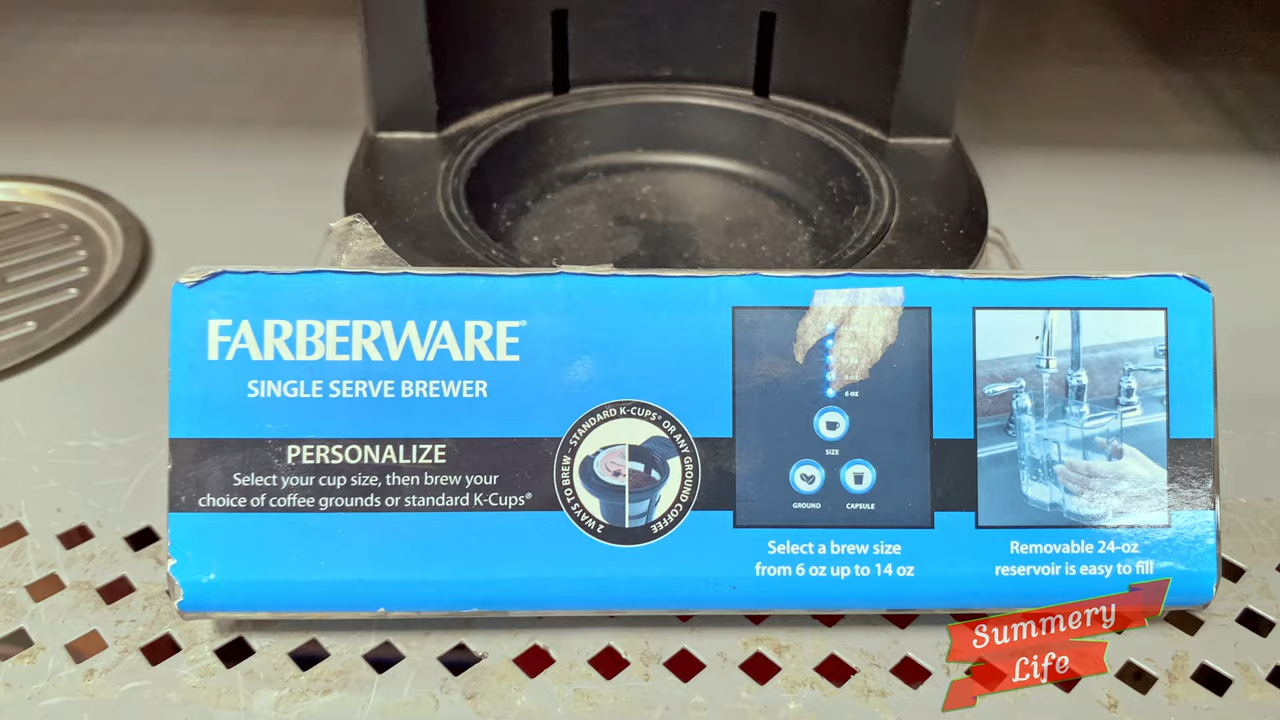 FARBERWARE®
SINGLE SERVE BREWER
PERSONALIZE
Select your cup size, then brew your
choice of coffee grounds or standard K-Cups®
2 WAYS TO BREW – STANDARD K-CUPS® OR ANY GROUND COFFEE
6 oz
SIZE
GROUND CAPSULE
Select a brew size
from 6 oz up to 14 oz
Removable 24-oz
reservoir is easy to fill
Summery
Life